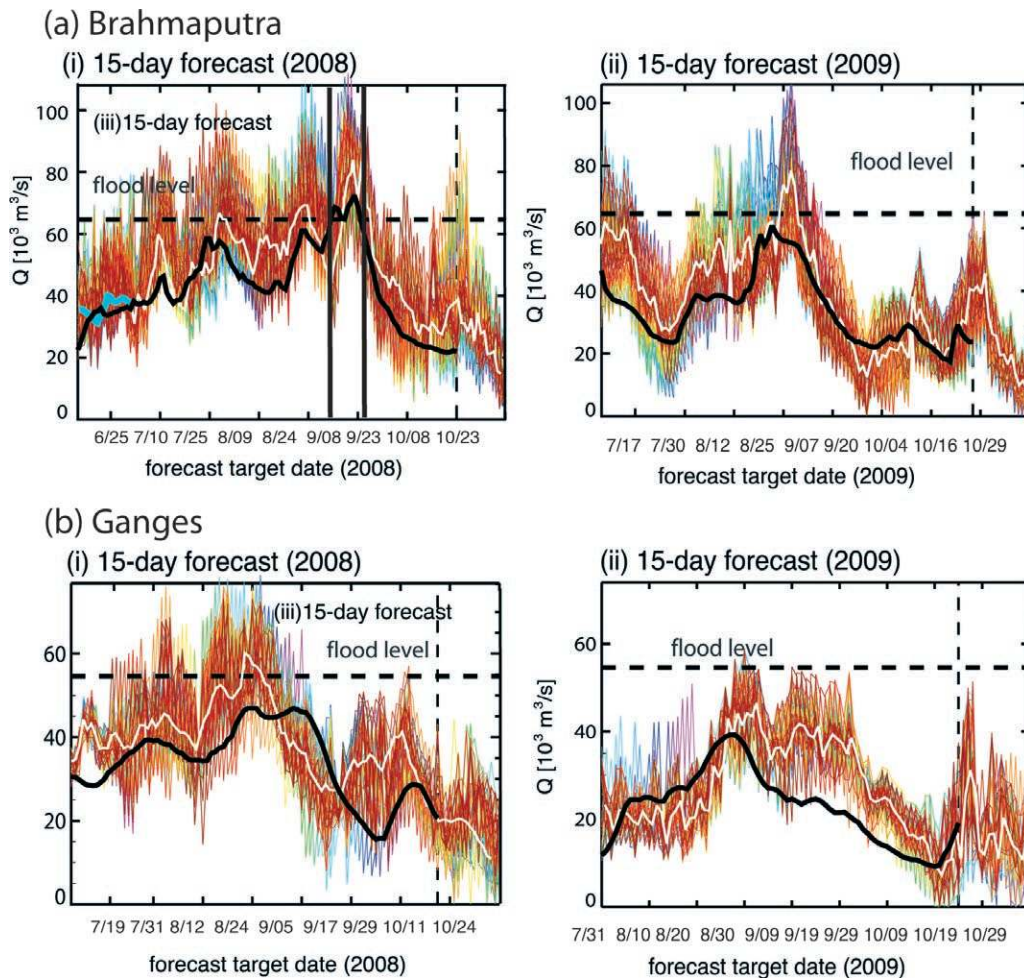 (a) Brahmaputra
(i) 15-day forecast (2008)
(iii)15-day forecast
flood level
Q [10³ m³/s]
100
80
60
40
20
0
6/25 7/10 7/25 8/09 8/24 9/08 9/23 10/08 10/23
forecast target date (2008)
(ii) 15-day forecast (2009)
flood level
Q [10³ m³/s]
100
80
60
40
20
0
7/17 7/30 8/12 8/25 9/07 9/20 10/04 10/16 10/29
forecast target date (2009)
(b) Ganges
(i) 15-day forecast (2008)
(iii)15-day forecast
flood level
60
40
20
0
7/19 7/31 8/12 8/24 9/05 9/17 9/29 10/11 10/24
forecast target date (2008)
(ii) 15-day forecast (2009)
flood level
Q [10³ m³/s]
60
40
20
0
7/31 8/10 8/20 8/30 9/09 9/19 9/29 10/09 10/19 10/29
forecast target date (2009)